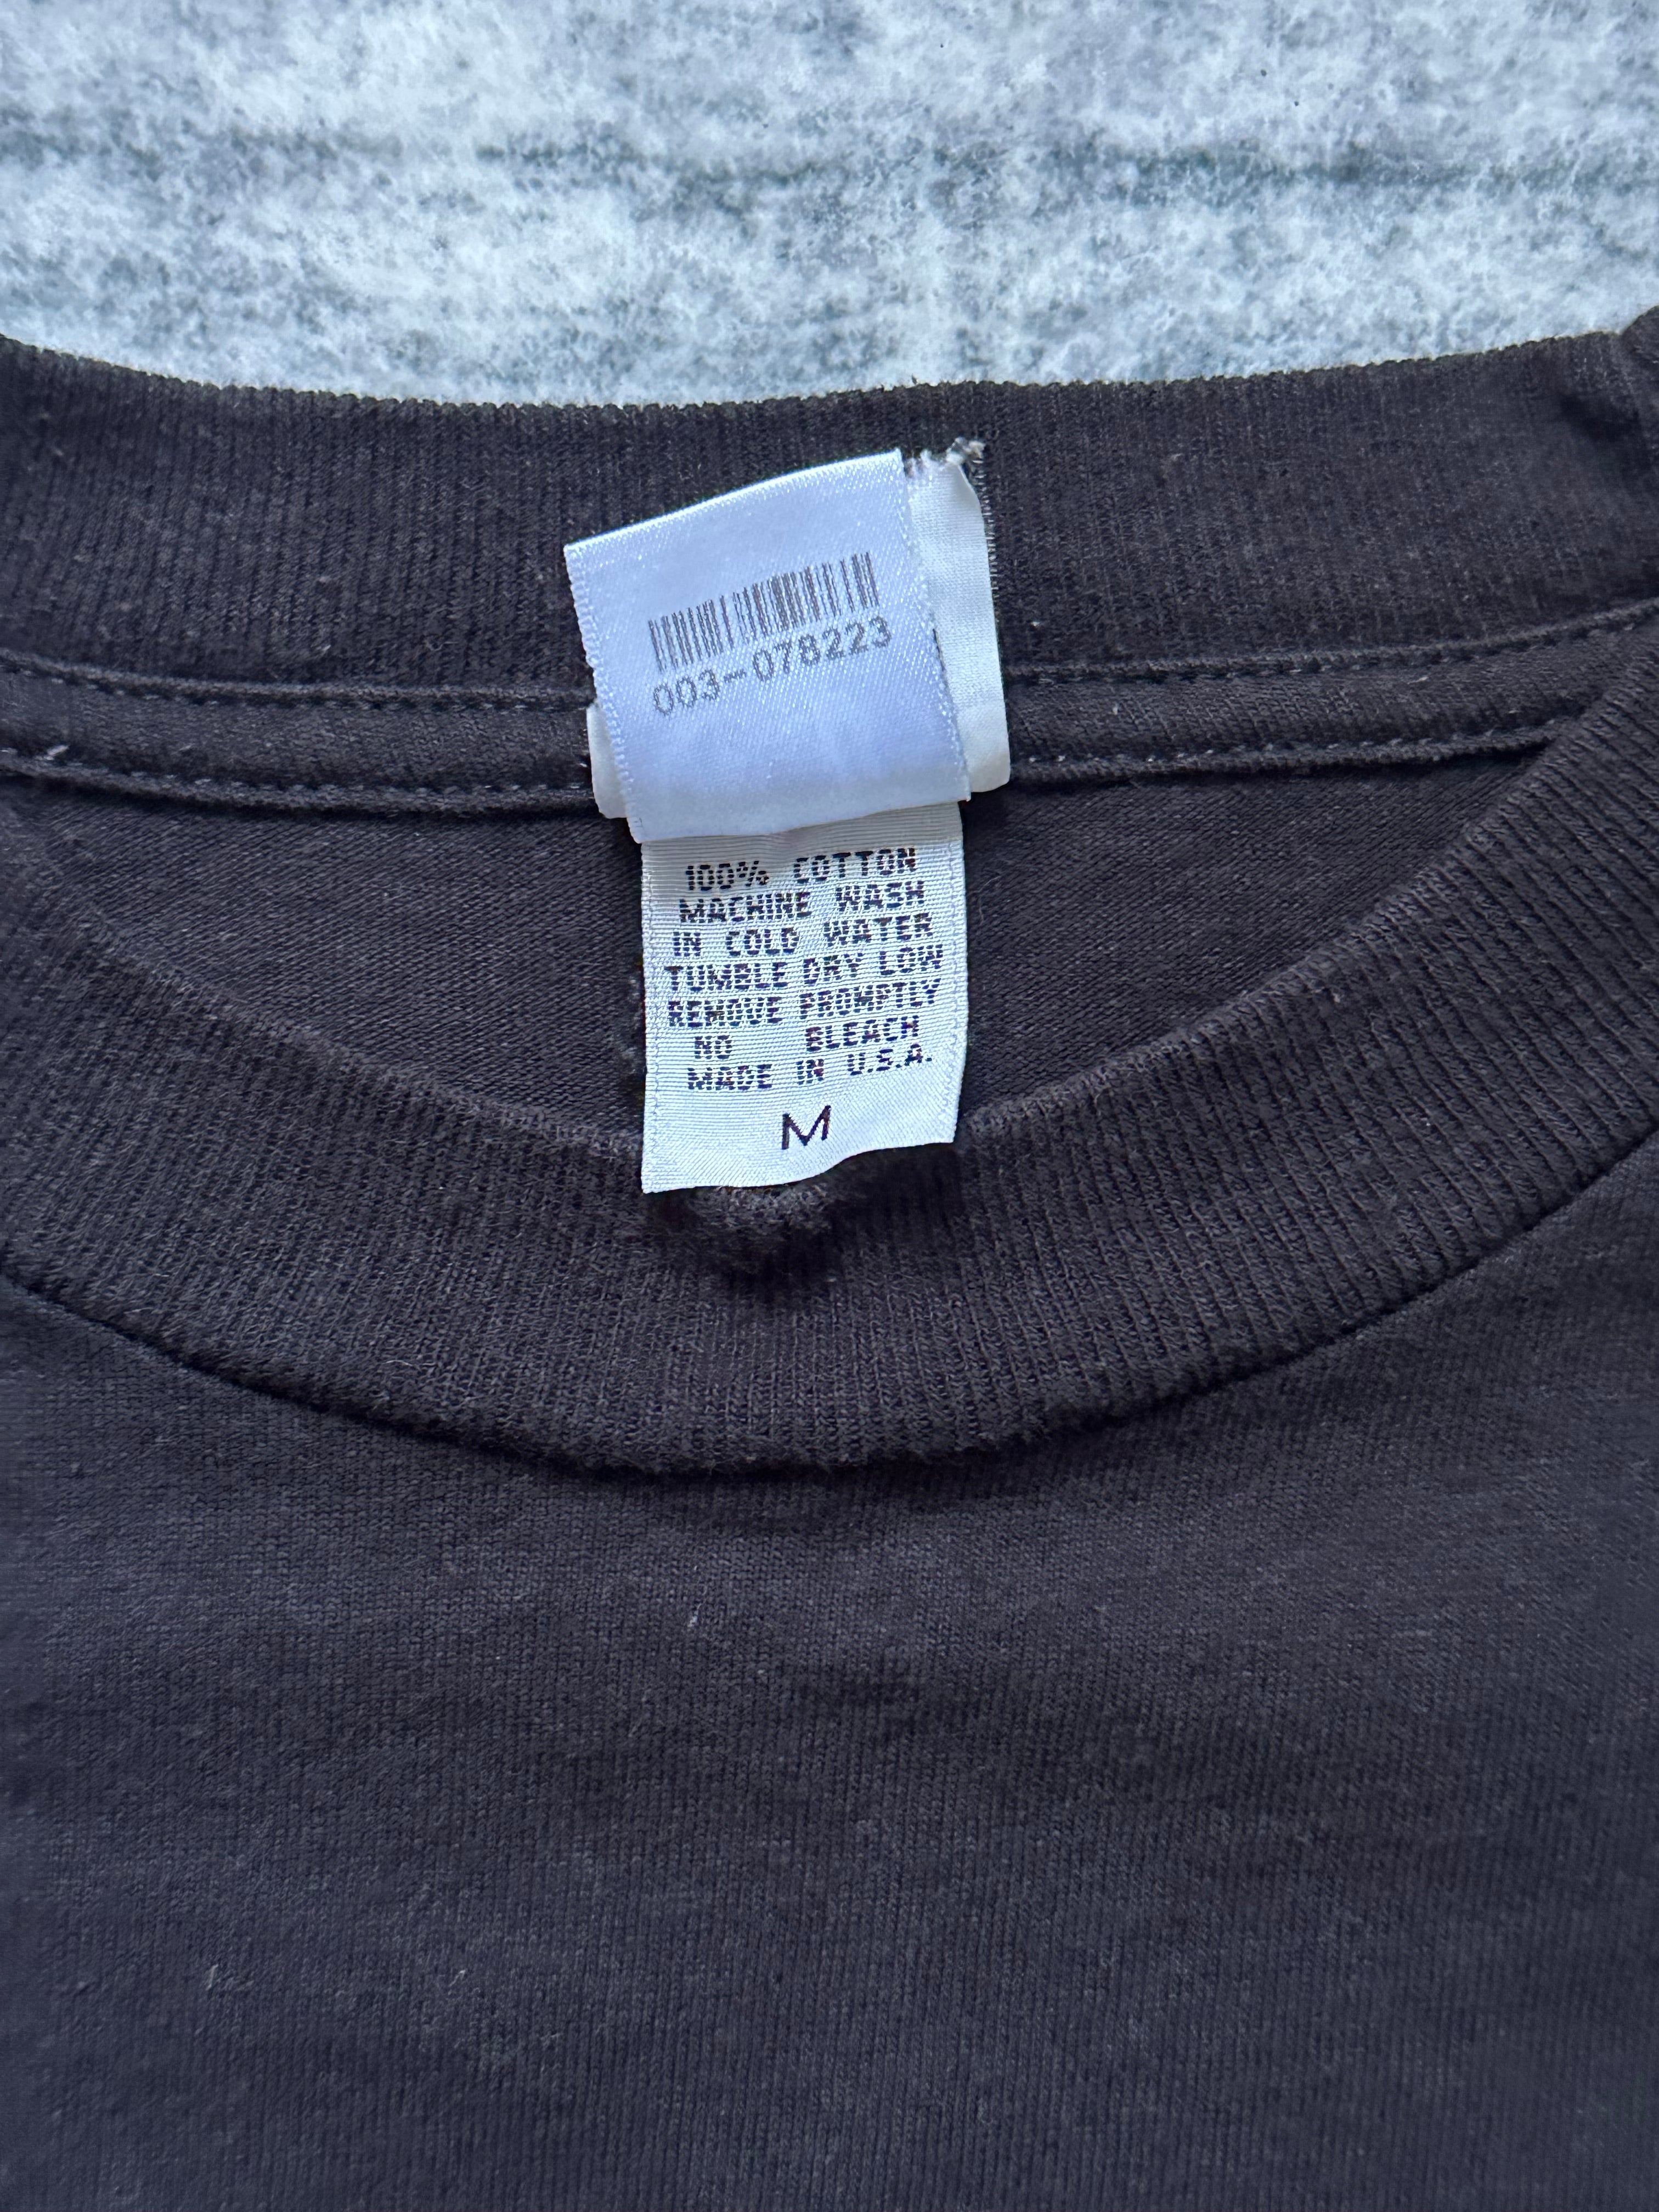 003-078223
100% COTTON
MACHINE WASH
IN COLD WATER
TUMBLE DRY LOW
REMOVE PROMPTLY
NO BLEACH
MADE IN U.S.A.
M